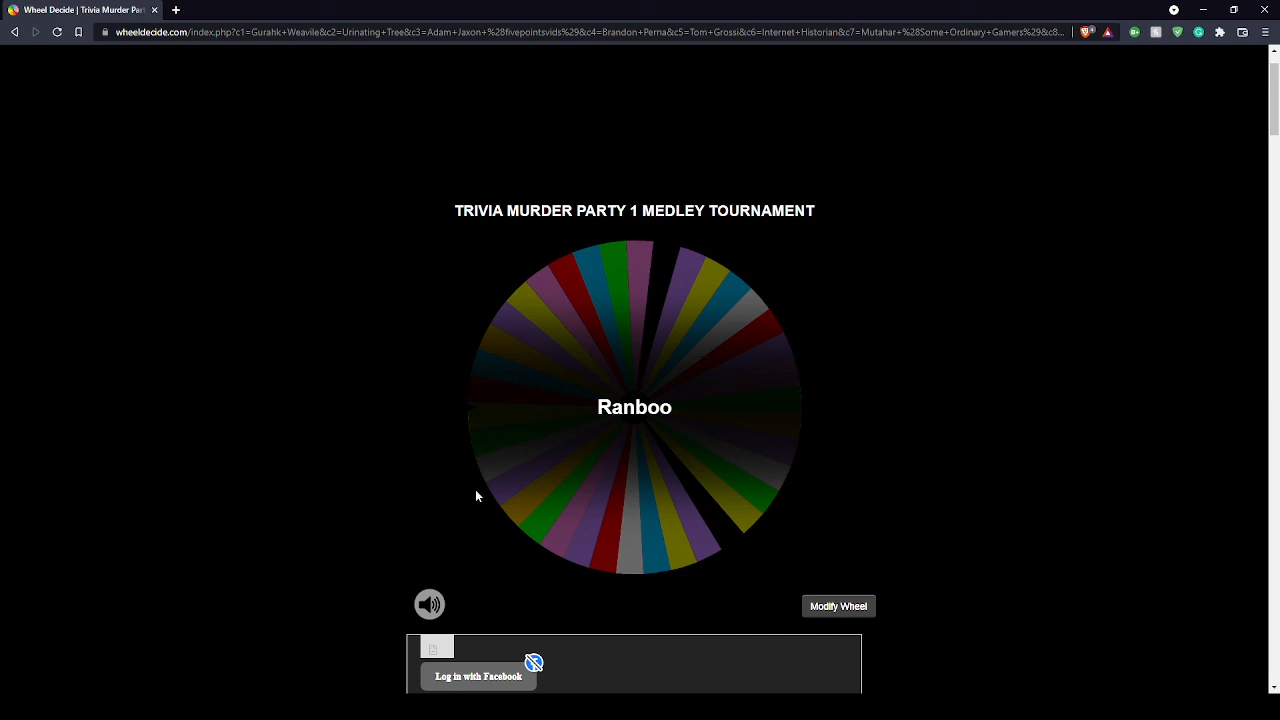 Wheel Decide | Trivia Murder Par
wheeldecide.com/index.php?c1=Gurahk+Weavile&c2=Urinating+Tree&c3=Adam+Jaxon+%28fivepointsvids%29&c4=Brandon+Perna&c5=Tom+Grossi&c6=Internet+Historian&c7=Mutahar+%28Some+Ordinary+Gamers%29&c8...
TRIVIA MURDER PARTY 1 MEDLEY TOURNAMENT
Ranboo
Modify Wheel
Log in with Facebook